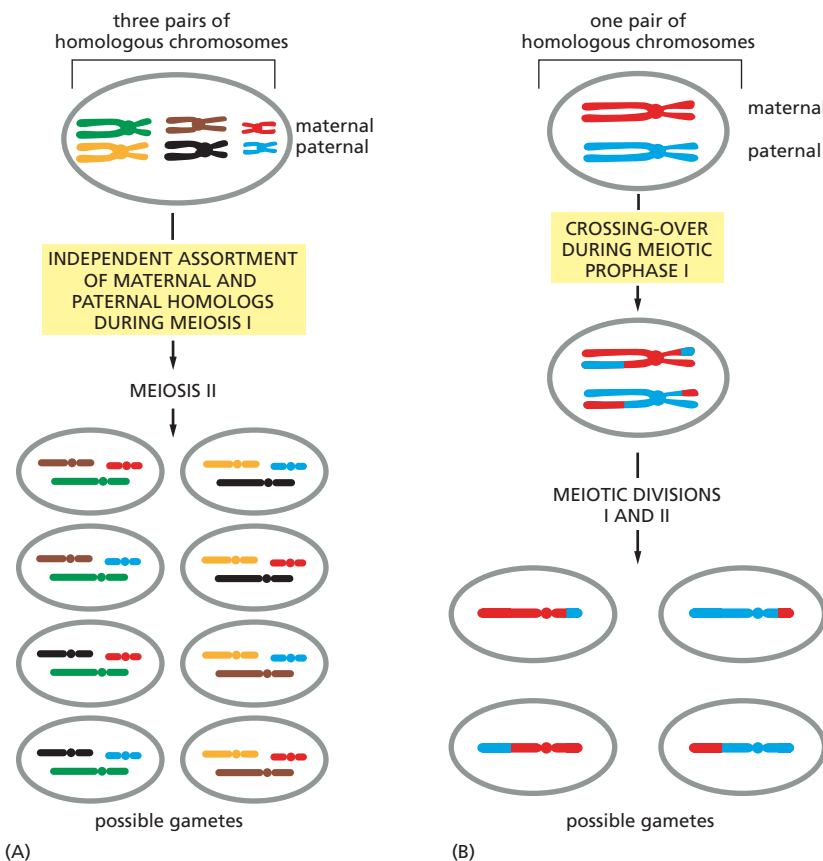 three pairs of
homologous chromosomes
maternal
paternal
INDEPENDENT ASSORTMENT
OF MATERNAL AND
PATERNAL HOMOLOGS
DURING MEIOSIS I
MEIOSIS II
possible gametes
(A)
one pair of
homologous chromosomes
maternal
paternal
CROSSING-OVER
DURING MEIOTIC
PROPHASE I
MEIOTIC DIVISIONS
I AND II
possible gametes
(B)